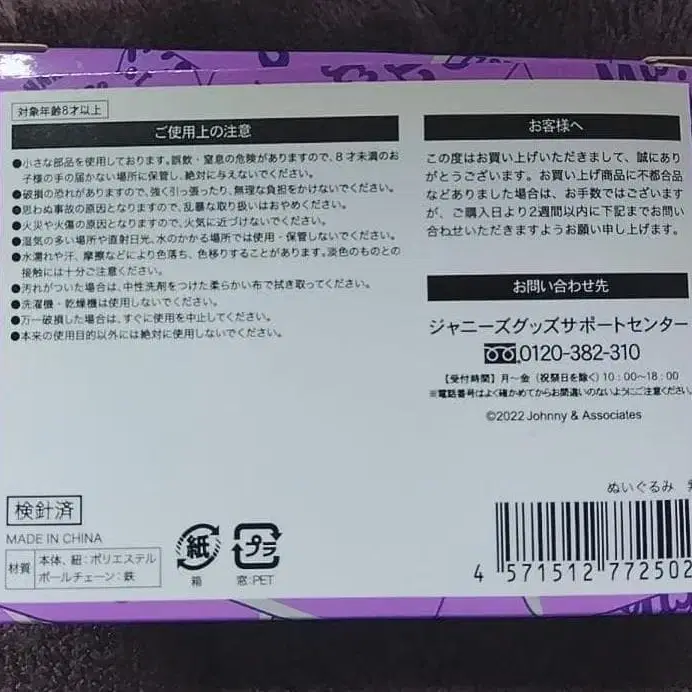 対象年齢8才以上
ご使用上の注意
●小さな部品を使用しております。誤飲・窒息の危険がありますので、8才未満のお
子様の手の届かない場所に保管し、絶対に与えないでください。
●破損の恐れがありますので、強く引っ張ったり、無理な負担をかけないでください。
●思わぬ事故の原因となりますので、乱暴な取り扱いはおやめください。
●火災や火傷の原因となりますので、火気に近づけないでください。
●湿気の多い場所や直射日光、水のかかる場所では使用・保管しないでください。
●水濡れや汗、摩擦などにより色落ち、色移りすることがあります。淡色のものとの
接触には十分ご注意ください。
●汚れがついた場合は、中性洗剤をつけた柔らかい布で拭き取ってください。
●洗濯機・乾燥機は使用しないでください。
●万一破損した場合は、すぐに使用を中止してください。
●本来の使用目的以外には絶対に使用しないでください。
お客様へ
この度はお買い上げいただきまして、誠にあり
がとうございます。お買い上げ商品に不都合品
などありました場合は、お手数ではございます
が、ご購入日より2週間以内に下記までお問い
合わせいただきますようお願い申し上げます。
お問い合わせ先
ジャニーズグッズサポートセンター
0120-382-310
【受付時間】月〜金(祝祭日を除く)10:00〜18:00
※電話番号はよく確かめてからお間違いのないようにご注意ください。
©2022 Johnny & Associates
検針済
MADE IN CHINA
材質 本体、紐:ポリエステル
ボールチェーン:鉄
紙
箱
プラ
窓:PET
ぬいぐるみ
4 571512 772502